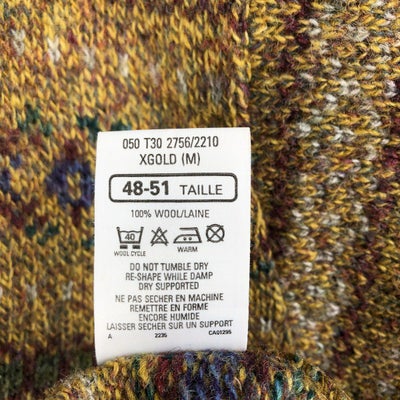 050 T30 2756/2210
XGOLD (M)
48-51 TAILLE
100% WOOL/LAINE
40
WOOL CYCLE WARM
DO NOT TUMBLE DRY
RE-SHAPE WHILE DAMP
DRY SUPPORTED
NE PAS SECHER EN MACHINE
REMETTRE EN FORME
ENCORE HUMIDE
LAISSER SECHER SUR UN SUPPORT
A 2235 CA01295